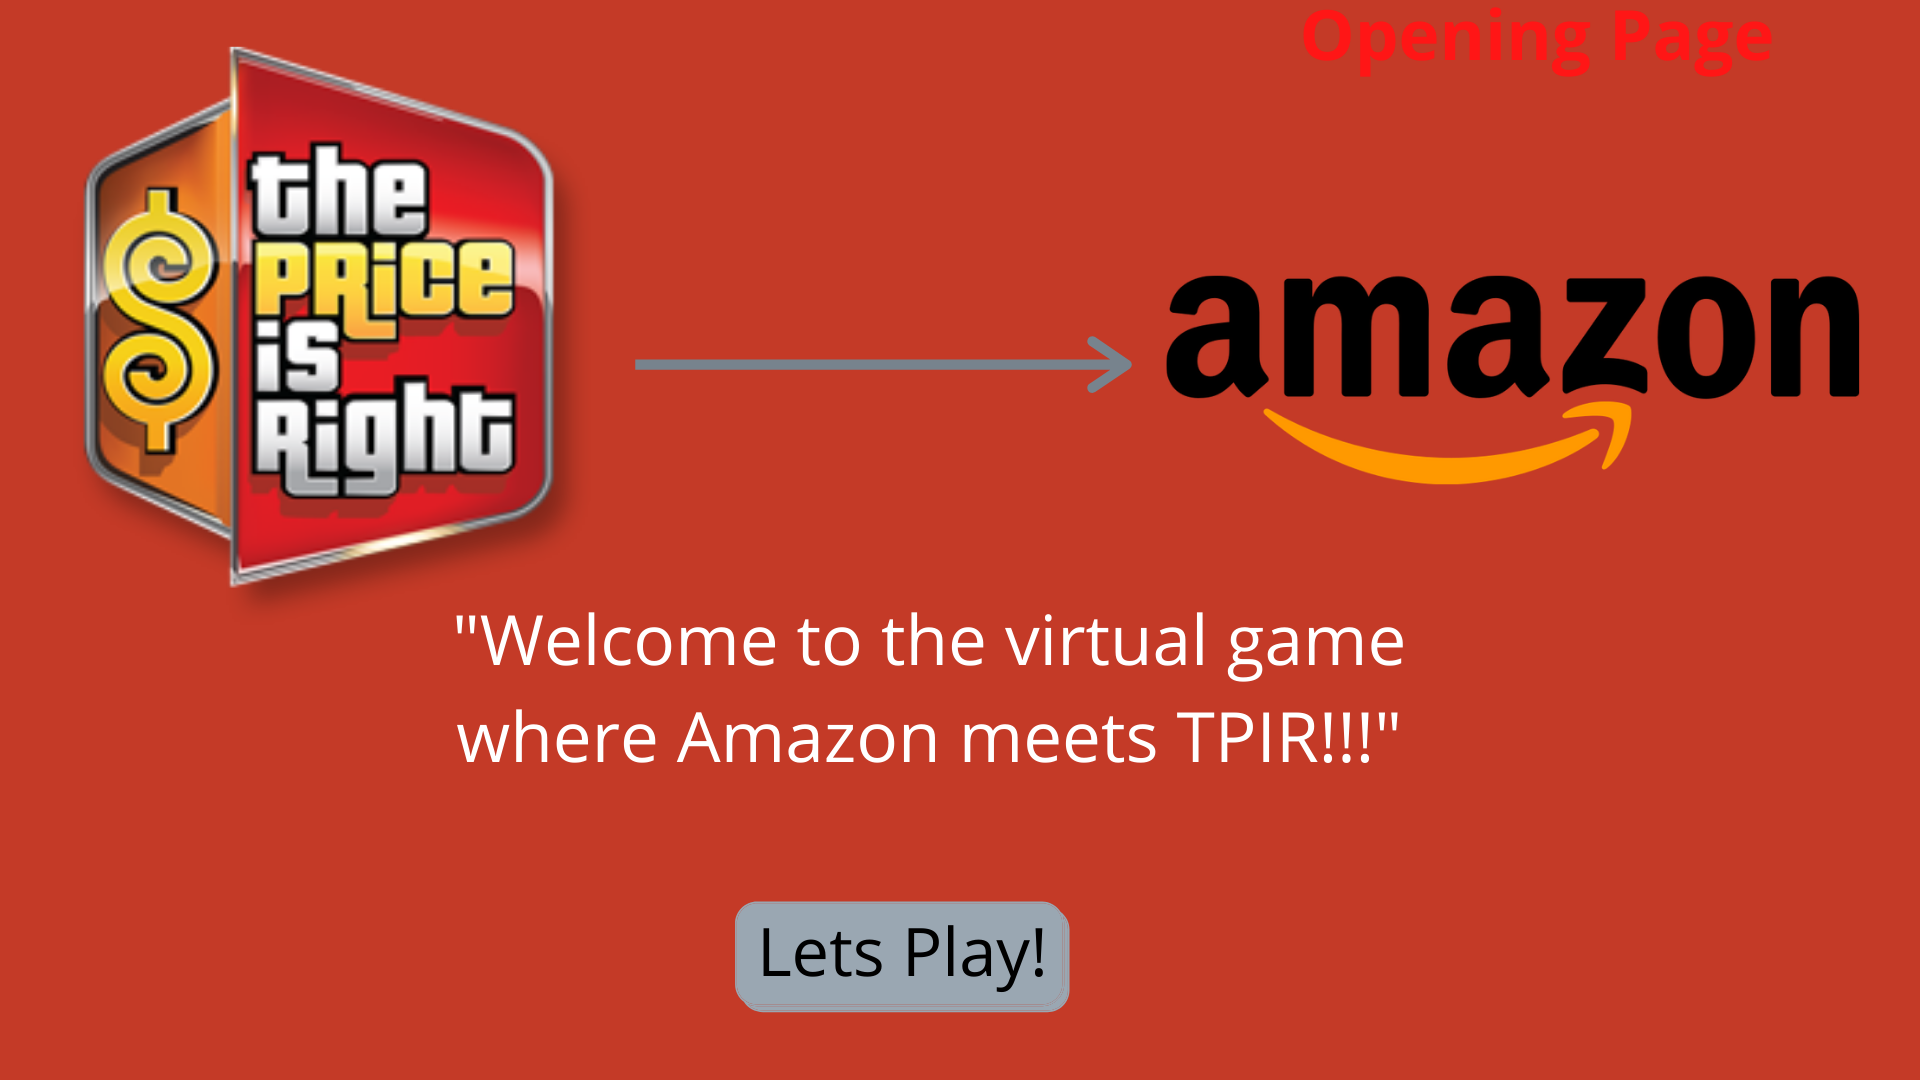 Opening Page
the
PRice
is
Right
amazon
"Welcome to the virtual game
where Amazon meets TPIR!!!"
Lets Play!